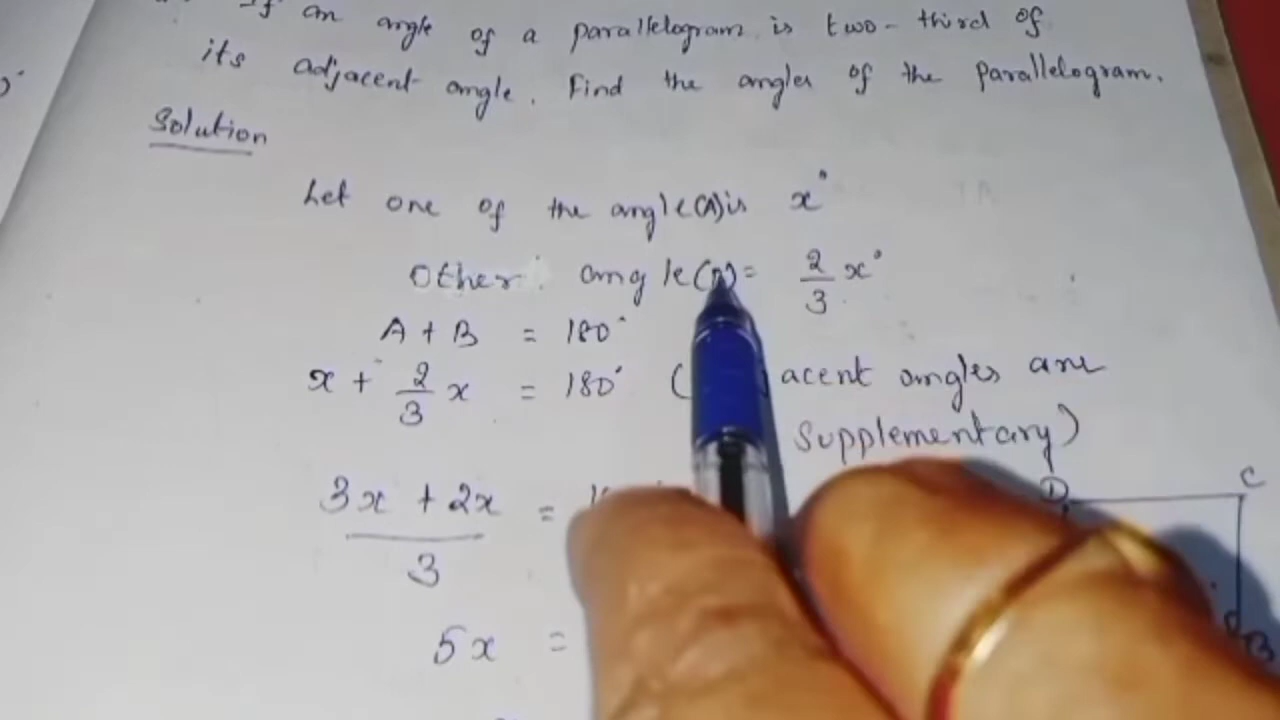 If an angle of a parallelogram is two-third of
its adjacent angle. Find the angles of the parallelogram.
Solution
Let one of the angle(A)is x°
Other angle(B)= 2/3 x°
A + B = 180°
x + 2/3 x = 180° ( acent angles are
supplementary)
3x + 2x / 3 =
5x =
D C
B